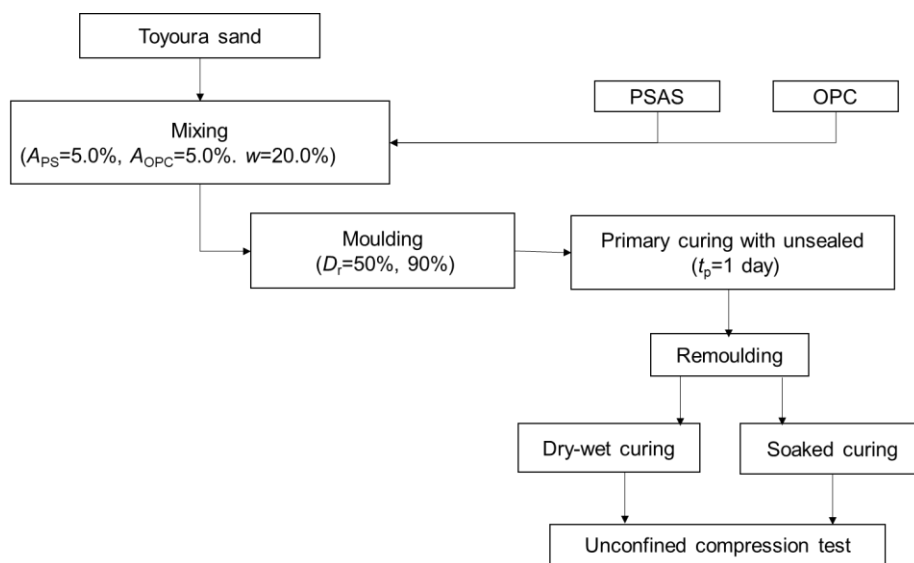 Toyoura sand
PSAS
OPC
Mixing
(APS=5.0%, AOPC=5.0%. w=20.0%)
Moulding
(Dr=50%, 90%)
Primary curing with unsealed
(tp=1 day)
Remoulding
Dry-wet curing
Soaked curing
Unconfined compression test